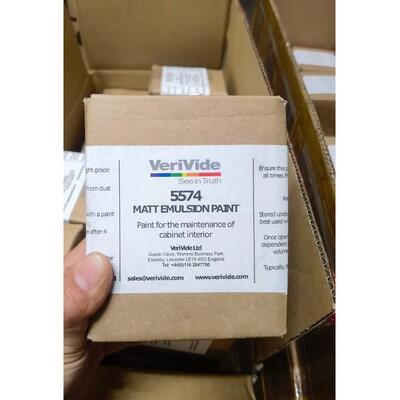 VeriVide
See in Truth
5574
MATT EMULSION PAINT
Paint for the maintenance of
cabinet interior
VeriVide Ltd
Quartz Close, Warrens Business Park
Enderby, Leicester LE19 4SG England
Tel: +44(0)116 2847790
sales@verivide.com www.verivide.com
ght grade
from dust
with a paint
e after 4
Ensure this p
all times. F
Ke
Stored unde
best used
Once open
dependent
volum
Typically,